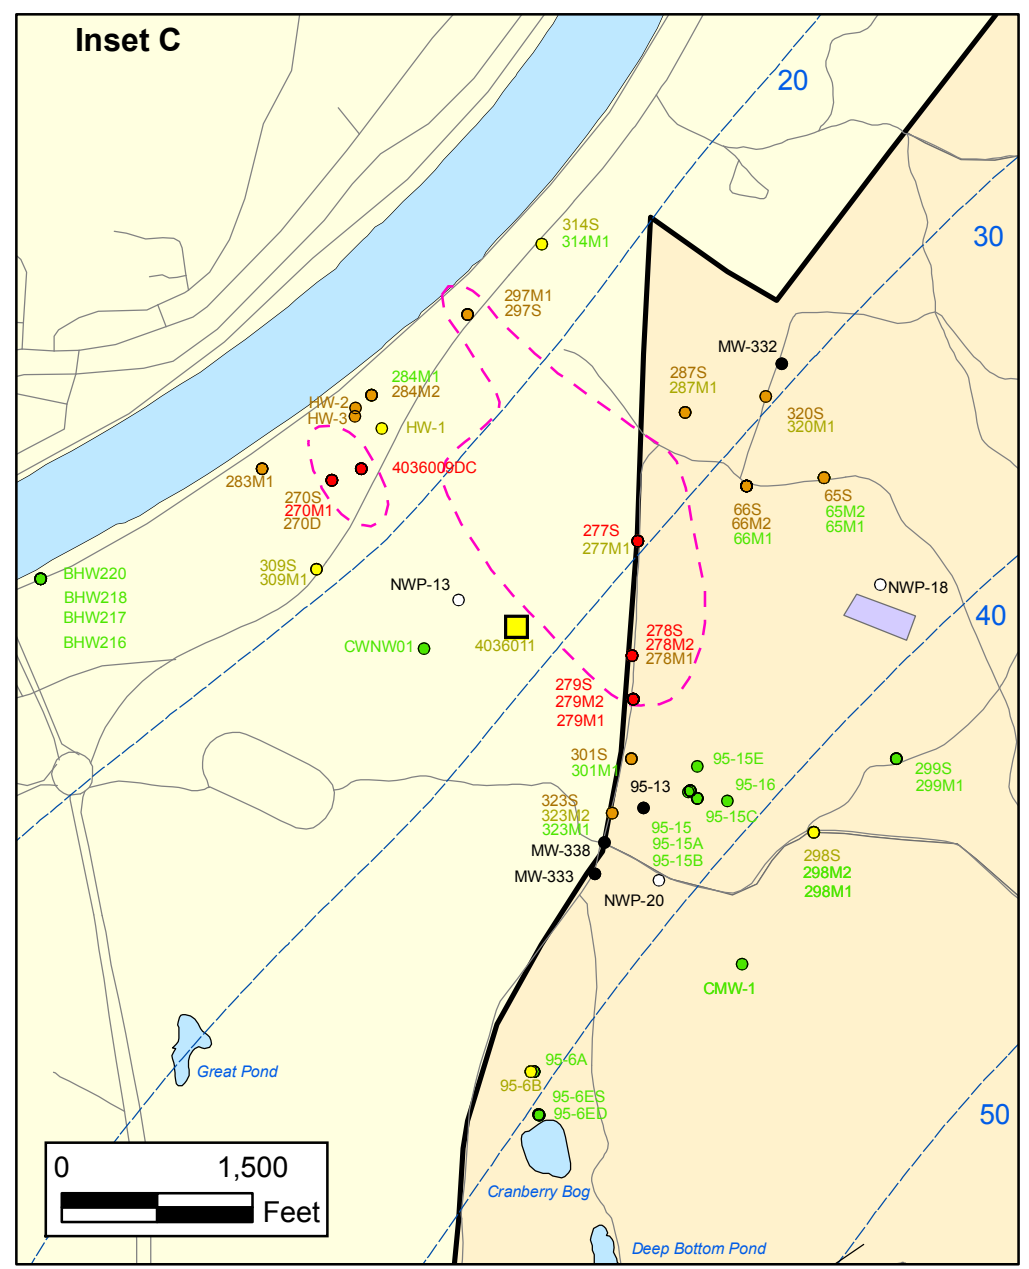 Inset C
20
30
314S
314M1
297M1
297S
MW-332
284M1
284M2
287S
287M1
HW-2
HW-3
HW-1
320S
320M1
4036009DC
283M1
270S
270M1
270D
65S
65M2
65M1
66S
66M2
66M1
277S
277M1
309S
309M1
BHW220
BHW218
BHW217
BHW216
NWP-13
NWP-18
40
CWNW01
4036011
278S
278M2
278M1
279S
279M2
279M1
301S
301M1
95-15E
299S
299M1
95-13
95-16
95-15C
323S
323M2
323M1
95-15
95-15A
95-15B
MW-338
298S
298M2
298M1
MW-333
NWP-20
CMW-1
95-6A
95-6B
Great Pond
95-6ES
95-6ED
50
0
1,500
Feet
Cranberry Bog
Deep Bottom Pond